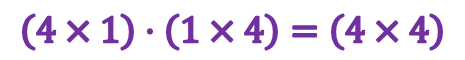 (4 × 1) · (1 × 4) = (4 × 4)